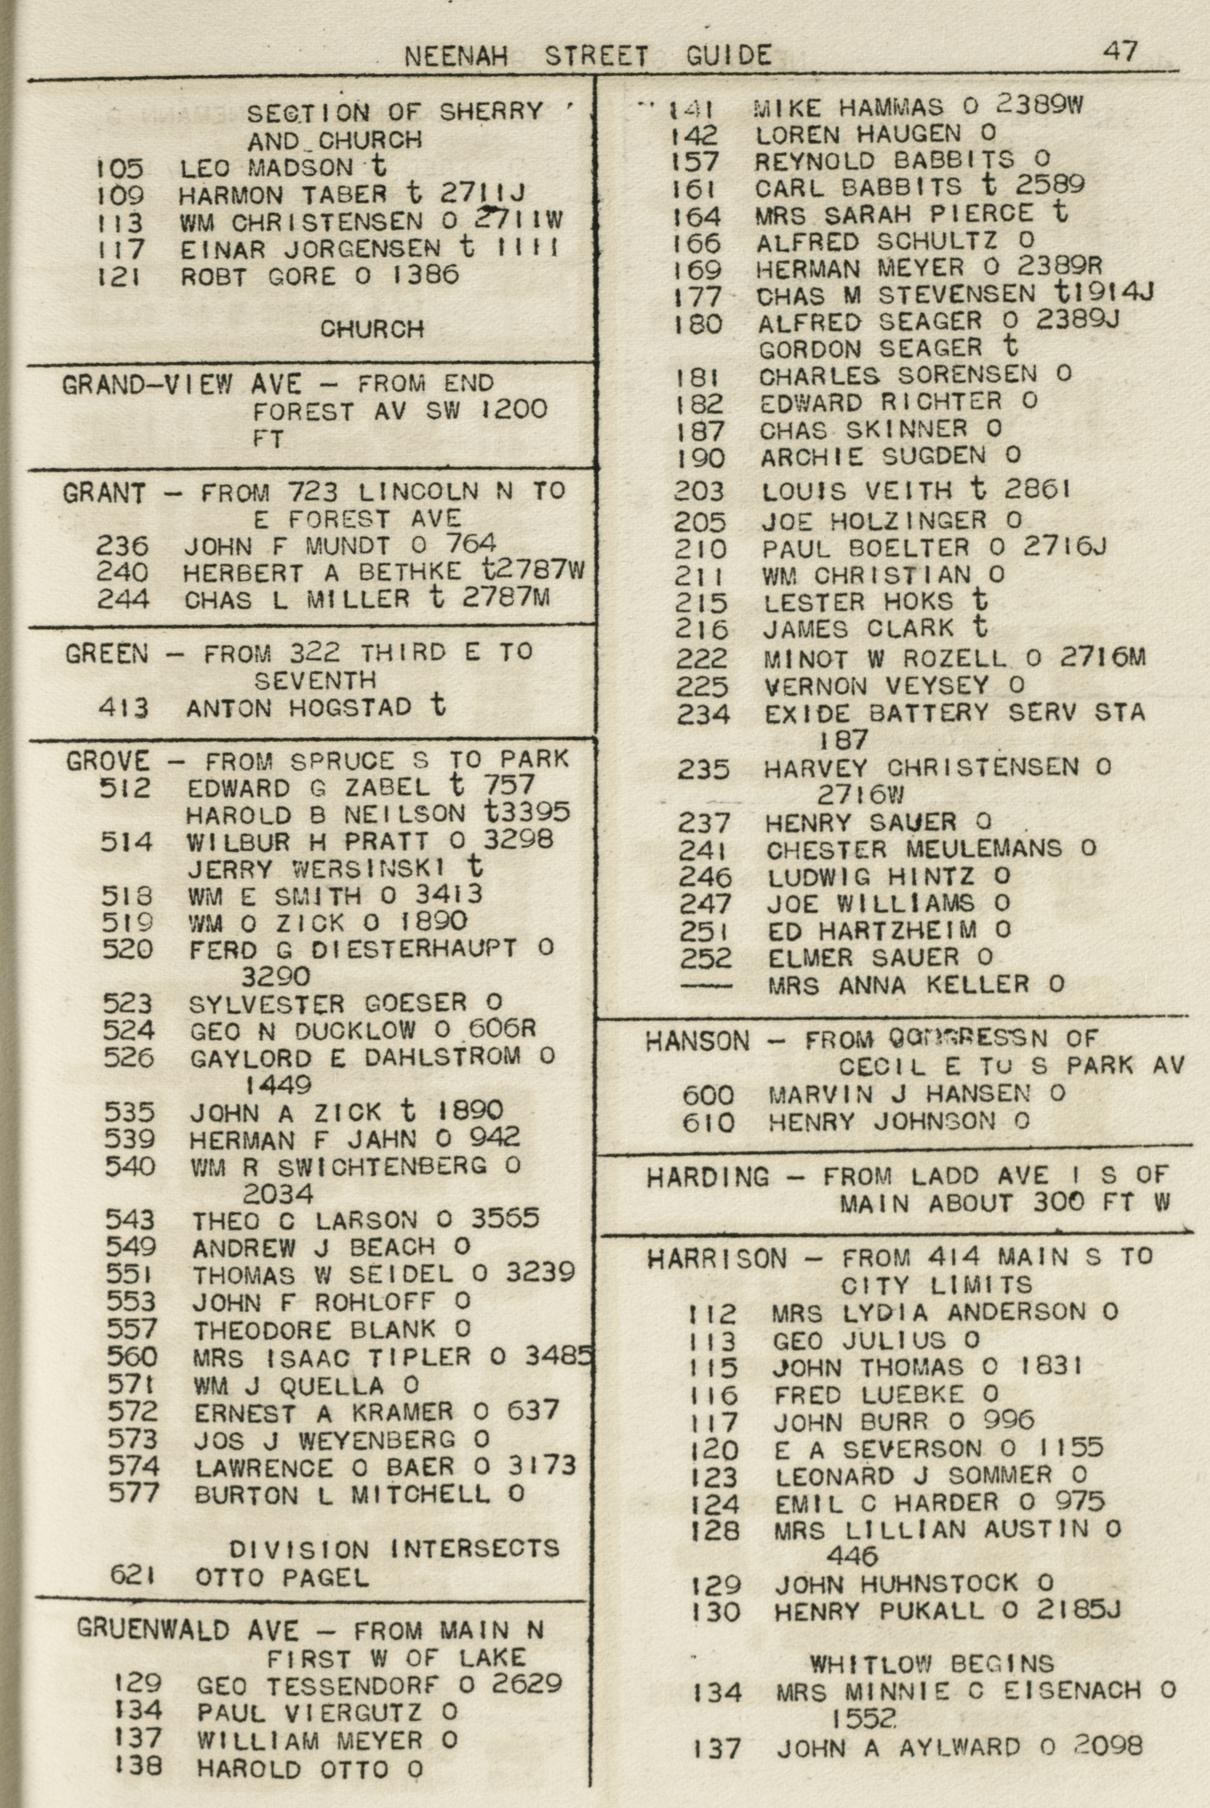 NEENAH STREET GUIDE 47
SECTION OF SHERRY
AND CHURCH
105 LEO MADSON t
109 HARMON TABER t 2711J
113 WM CHRISTENSEN O 2711W
117 EINAR JORGENSEN t 1111
121 ROBT GORE O 1386
CHURCH
GRAND-VIEW AVE - FROM END
FOREST AV SW 1200
FT
GRANT - FROM 723 LINCOLN N TO
E FOREST AVE
236 JOHN F MUNDT O 764
240 HERBERT A BETHKE t2787W
244 CHAS L MILLER t 2787M
GREEN - FROM 322 THIRD E TO
SEVENTH
413 ANTON HOGSTAD t
GROVE - FROM SPRUCE S TO PARK
512 EDWARD G ZABEL t 757
HAROLD B NEILSON t3395
514 WILBUR H PRATT O 3298
JERRY WERSINSKI t
518 WM E SMITH O 3413
519 WM O ZICK O 1890
520 FERD G DIESTERHAUPT O
3290
523 SYLVESTER GOESER O
524 GEO N DUCKLOW O 606R
526 GAYLORD E DAHLSTROM O
1449
535 JOHN A ZICK t 1890
539 HERMAN F JAHN O 942
540 WM R SWICHTENBERG O
2034
543 THEO C LARSON O 3565
549 ANDREW J BEACH O
551 THOMAS W SEIDEL O 3239
553 JOHN F ROHLOFF O
557 THEODORE BLANK O
560 MRS ISAAC TIPLER O 3485
571 WM J QUELLA O
572 ERNEST A KRAMER O 637
573 JOS J WEYENBERG O
574 LAWRENCE O BAER O 3173
577 BURTON L MITCHELL O
DIVISION INTERSECTS
621 OTTO PAGEL
GRUENWALD AVE - FROM MAIN N
FIRST W OF LAKE
129 GEO TESSENDORF O 2629
134 PAUL VIERGUTZ O
137 WILLIAM MEYER O
138 HAROLD OTTO O
141 MIKE HAMMAS O 2389W
142 LOREN HAUGEN O
157 REYNOLD BABBITS O
161 CARL BABBITS t 2589
164 MRS SARAH PIERCE t
166 ALFRED SCHULTZ O
169 HERMAN MEYER O 2389R
177 CHAS M STEVENSEN t1914J
180 ALFRED SEAGER O 2389J
GORDON SEAGER t
181 CHARLES SORENSEN O
182 EDWARD RICHTER O
187 CHAS SKINNER O
190 ARCHIE SUGDEN O
203 LOUIS VEITH t 2861
205 JOE HOLZINGER O
210 PAUL BOELTER O 2716J
211 WM CHRISTIAN O
215 LESTER HOKS t
216 JAMES CLARK t
222 MINOT W ROZELL O 2716M
225 VERNON VEYSEY O
234 EXIDE BATTERY SERV STA
187
235 HARVEY CHRISTENSEN O
2716W
237 HENRY SAUER O
241 CHESTER MEULEMANS O
246 LUDWIG HINTZ O
247 JOE WILLIAMS O
251 ED HARTZHEIM O
252 ELMER SAUER O
—— MRS ANNA KELLER O
HANSON - FROM CONGRESSN OF
CECIL E TO S PARK AV
600 MARVIN J HANSEN O
610 HENRY JOHNSON O
HARDING - FROM LADD AVE 1 S OF
MAIN ABOUT 300 FT W
HARRISON - FROM 414 MAIN S TO
CITY LIMITS
112 MRS LYDIA ANDERSON O
113 GEO JULIUS O
115 JOHN THOMAS O 1831
116 FRED LUEBKE O
117 JOHN BURR O 996
120 E A SEVERSON O 1155
123 LEONARD J SOMMER O
124 EMIL C HARDER O 975
128 MRS LILLIAN AUSTIN O
446
129 JOHN HUHNSTOCK O
130 HENRY PUKALL O 2185J
WHITLOW BEGINS
134 MRS MINNIE C EISENACH O
1552
137 JOHN A AYLWARD O 2098